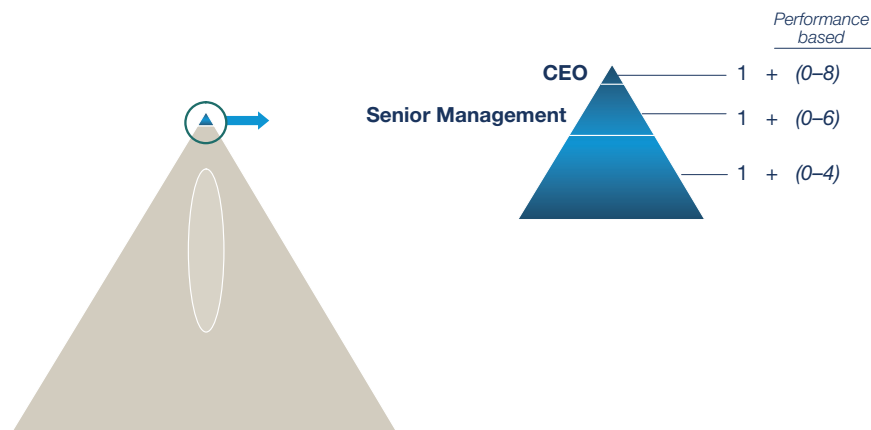 Performance
based
CEO 1 + (0–8)
Senior Management 1 + (0–6)
1 + (0–4)